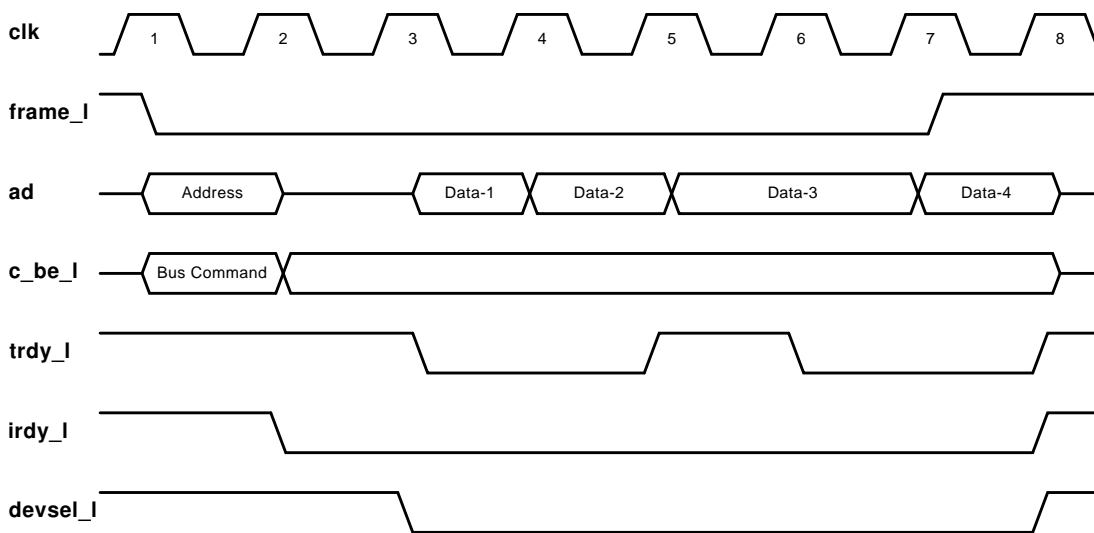 clk 1 2 3 4 5 6 7 8
frame_l
ad Address Data-1 Data-2 Data-3 Data-4
c_be_l Bus Command
trdy_l
irdy_l
devsel_l